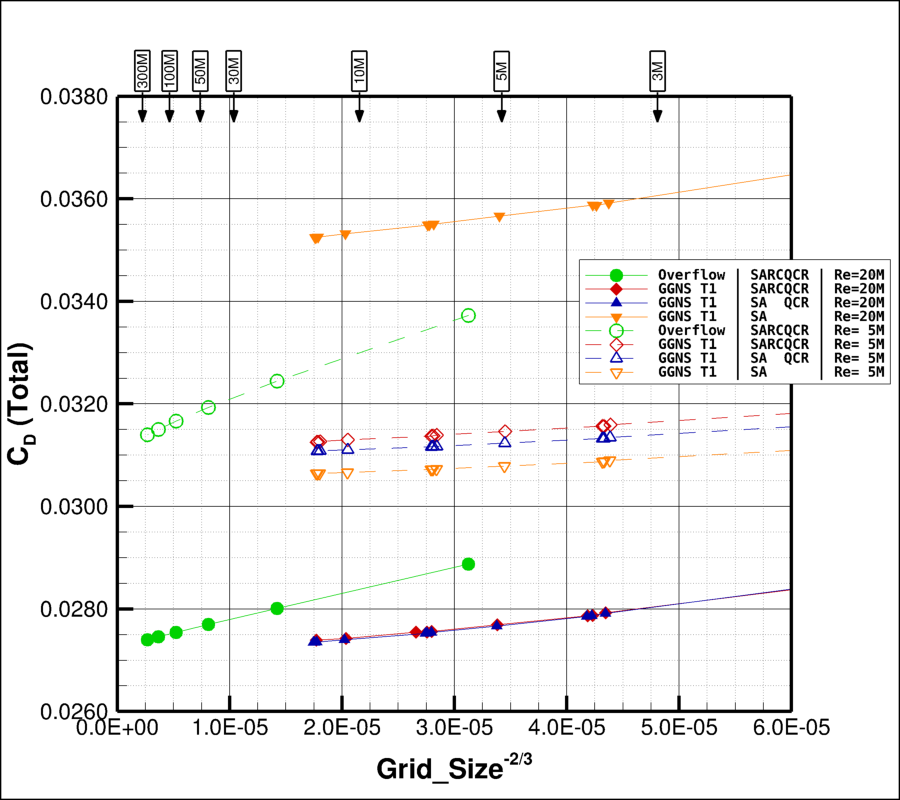 300M 100M 50M 30M 10M 5M 3M
0.0380
0.0360
Overflow | SARCQCR | Re=20M
GGNS T1 | SARCQCR | Re=20M
GGNS T1 | SA QCR | Re=20M
GGNS T1 | SA | Re=20M
Overflow | SARCQCR | Re= 5M
GGNS T1 | SARCQCR | Re= 5M
GGNS T1 | SA QCR | Re= 5M
GGNS T1 | SA | Re= 5M
0.0340
0.0320
C_D (Total)
0.0300
0.0280
0.0260
0.0E+00 1.0E-05 2.0E-05 3.0E-05 4.0E-05 5.0E-05 6.0E-05
Grid_Size^-2/3